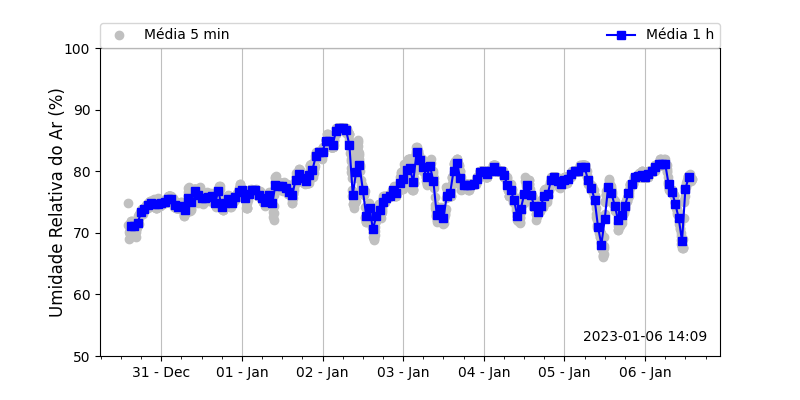 Média 5 min
Média 1 h
Umidade Relativa do Ar (%)
100
90
80
70
60
50
2023-01-06 14:09
31 - Dec
01 - Jan
02 - Jan
03 - Jan
04 - Jan
05 - Jan
06 - Jan